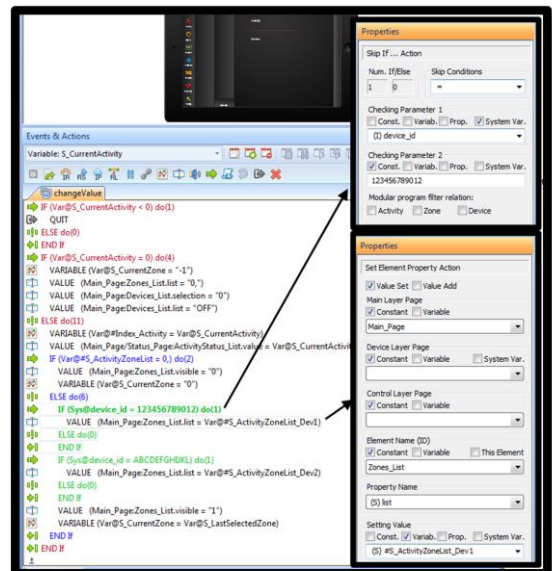 Events & Actions
Variable: S_CurrentActivity
changeValue
IF (Var@S_CurrentActivity < 0) do(1)
QUIT
ELSE do(0)
END If
IF (Var@S_CurrentActivity = 0) do(4)
VARIABLE (Var@S_CurrentZone = "-1")
VALUE (Main_Page:Zones_List.list = "0,")
VALUE (Main_Page:Devices_List.selection = "0")
VALUE (Main_Page:Devices_List.list = "OFF")
ELSE do(11)
VARIABLE (Var@#Index_Activity = Var@S_CurrentActivity)
VALUE (Main_Page/Status_Page:ActivityStatus_List.value = Var@S_CurrentActivit
IF (Var@#S_ActivityZoneList = 0,) do(2)
VALUE (Main_Page:Zones_List.visible = "0")
VARIABLE (Var@S_CurrentZone = "0")
ELSE do(6)
IF (Sys@device_id = 123456789012) do(1)
VALUE (Main_Page:Zones_List.list = Var@#S_ActivityZoneList_Dev1)
ELSE do(0)
END If
IF (Sys@device_id = ABCDEFGHIJKL) do(1)
VALUE (Main_Page:Zones_List.list = Var@#S_ActivityZoneList_Dev2)
ELSE do(0)
END If
VALUE (Main_Page:Zones_List.visible = "1")
VARIABLE (Var@S_CurrentZone = Var@S_LastSelectedZone)
END If
END If
Properties
Skip If ... Action
Num. If/Else Skip Conditions
1 0 =
Checking Parameter 1
Const. Variab. Prop. System Var.
(I) device_id
Checking Parameter 2
Const. Variab. Prop. System Var.
123456789012
Modular program filter relation:
Activity Zone Device
Properties
Set Element Property Action
Value Set Value Add
Main Layer Page
Constant Variable
Main_Page
Device Layer Page
Constant Variable System Var.
Control Layer Page
Constant Variable
Element Name (ID)
Constant Variable This Element
Zones_List
Property Name
(S) list
Setting Value
Const. Variab. Prop. System Var.
(S) #S_ActivityZoneList_Dev1